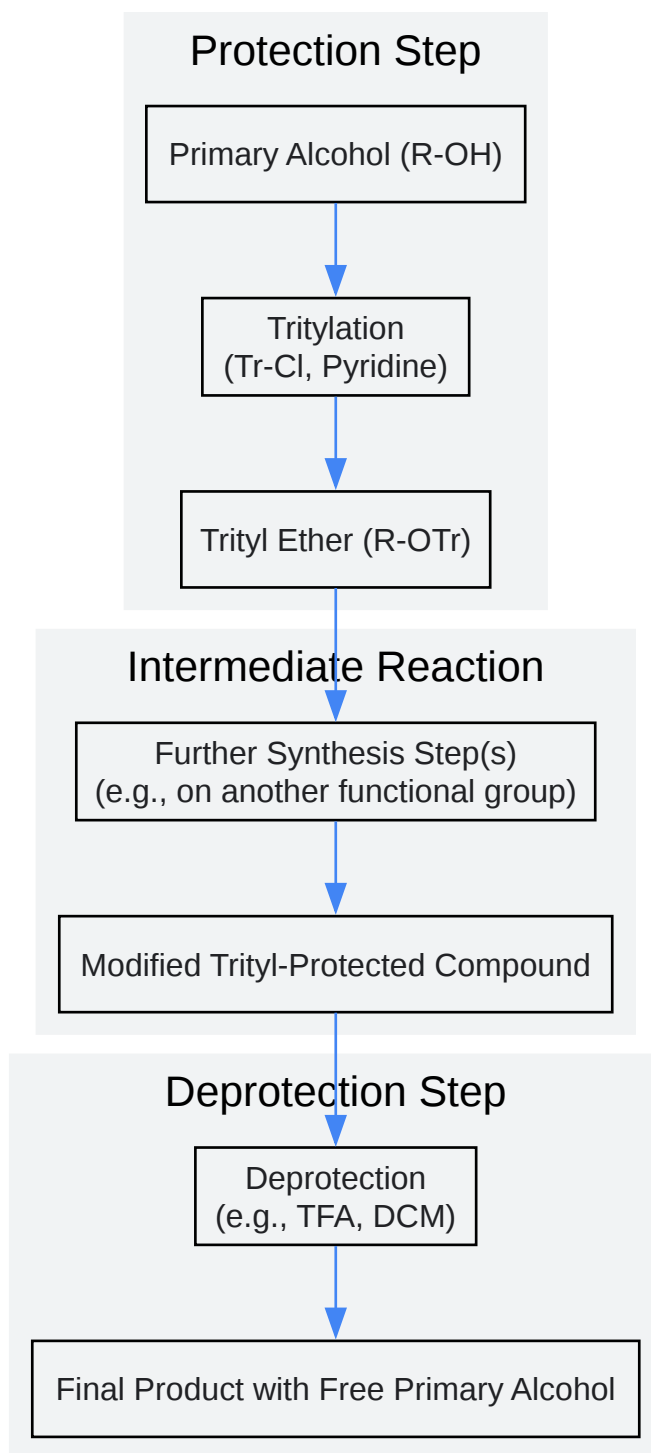 Protection Step
Primary Alcohol (R-OH)
Tritylation
(Tr-Cl, Pyridine)
Trityl Ether (R-OTr)
Intermediate Reaction
Further Synthesis Step(s)
(e.g., on another functional group)
Modified Trityl-Protected Compound
Deprotection Step
Deprotection
(e.g., TFA, DCM)
Final Product with Free Primary Alcohol